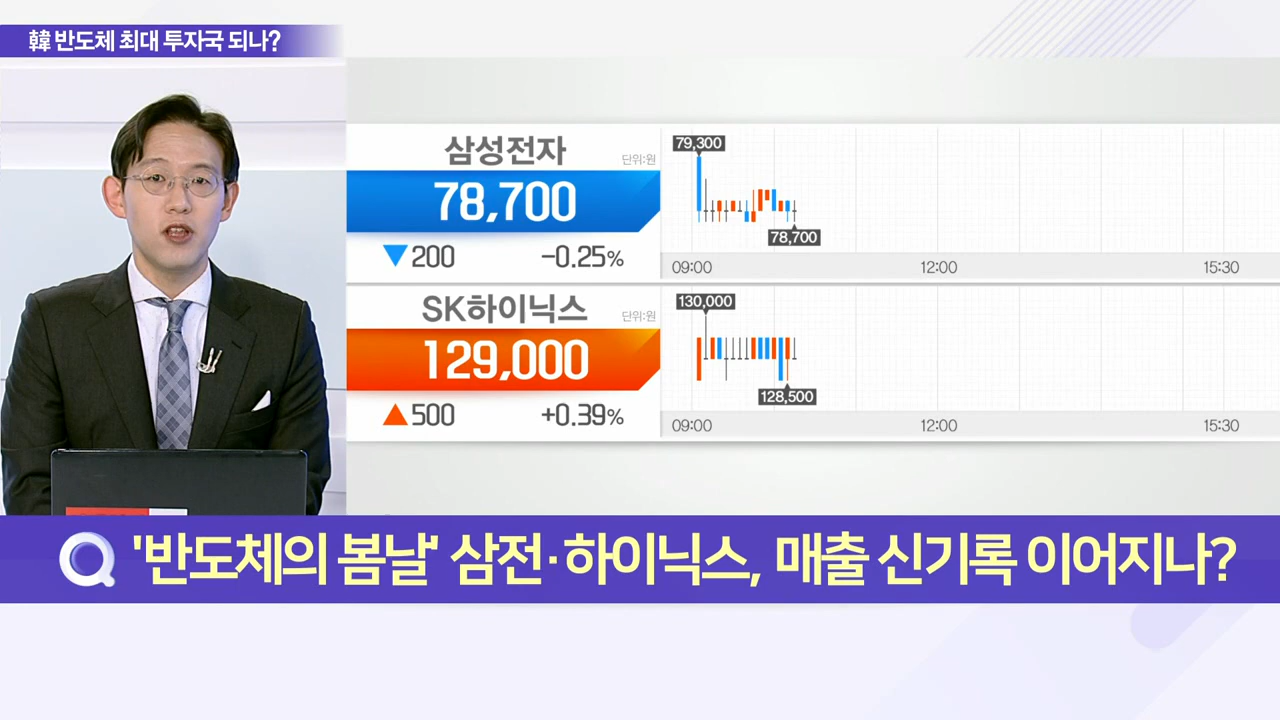 韓 반도체 최대 투자국 되나?
삼성전자
단위:원
78,700
▼200 -0.25%
79,300
78,700
09:00 12:00 15:30
SK하이닉스
단위:원
129,000
▲500 +0.39%
130,000
128,500
09:00 12:00 15:30
'반도체의 봄날' 삼전·하이닉스, 매출 신기록 이어지나?